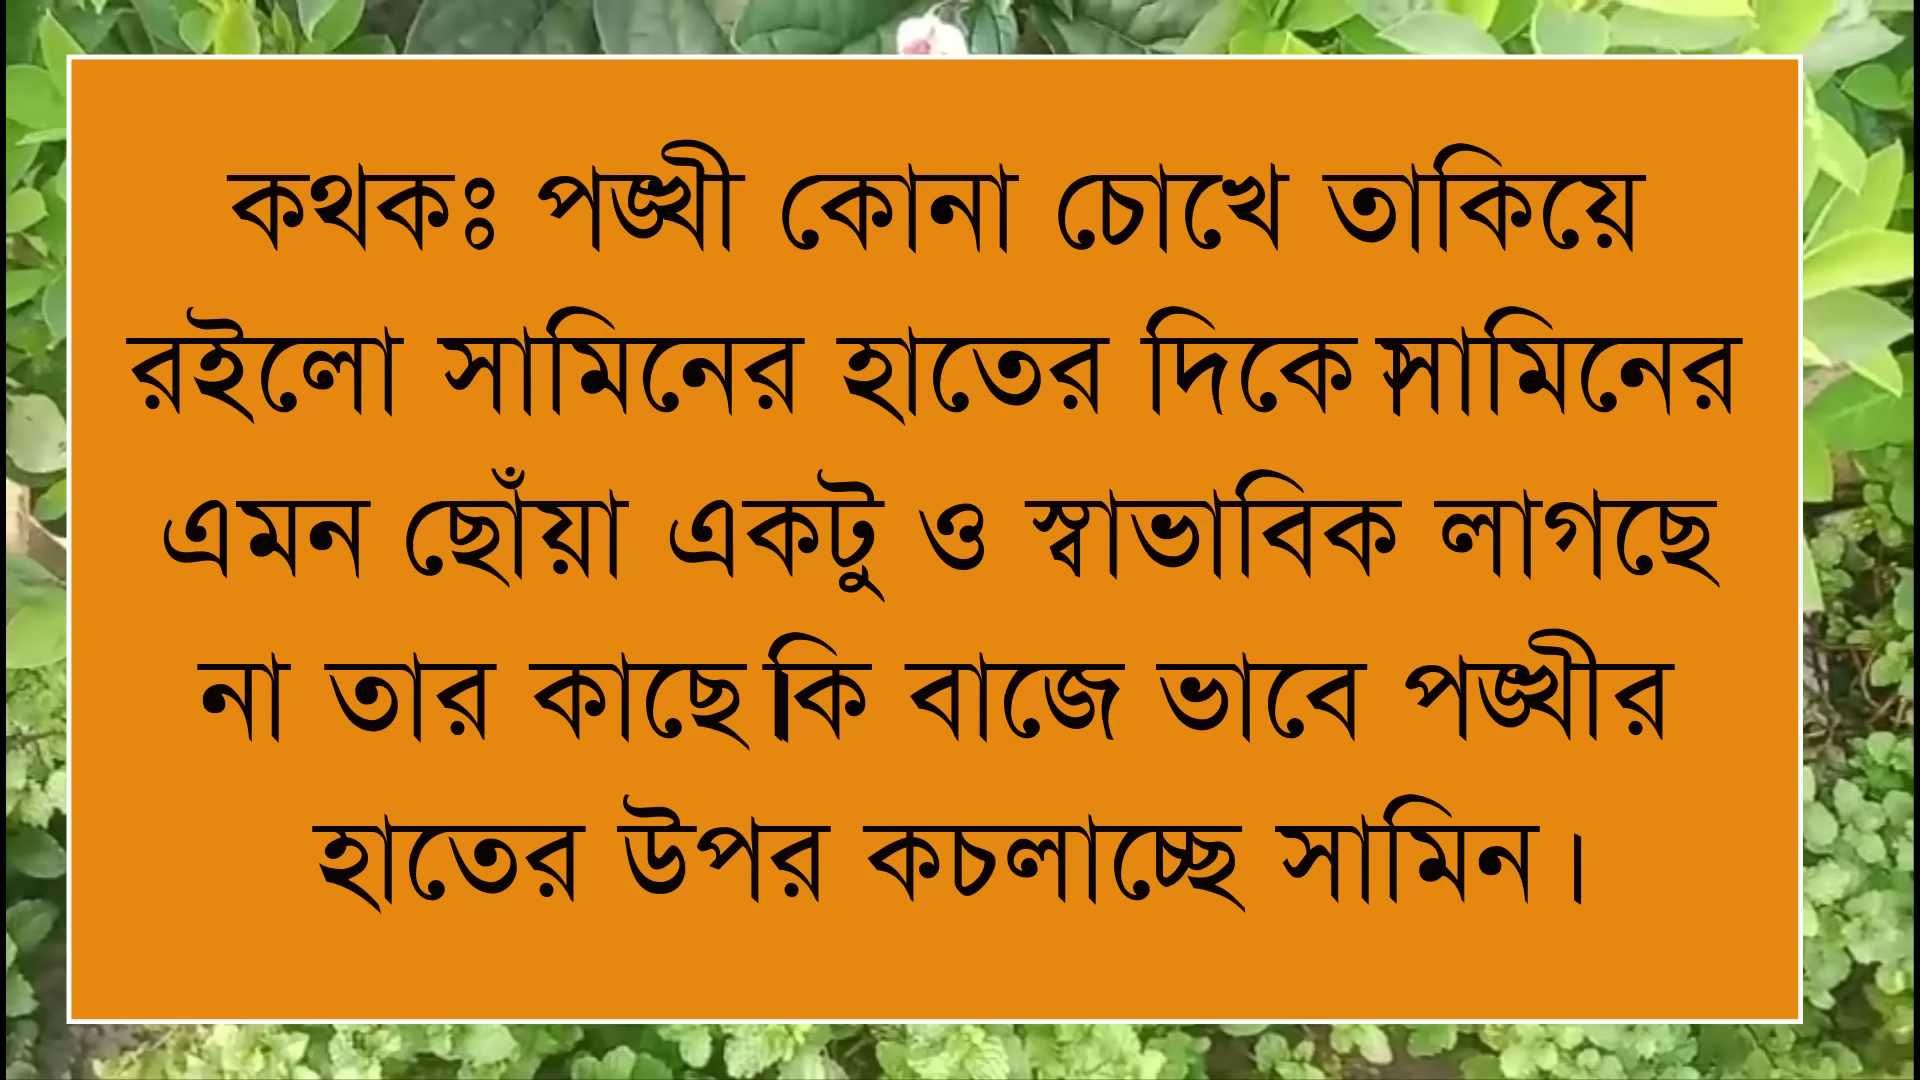 কথকঃ পঙ্খী কোনা চোখে তাকিয়ে
রইলো সামিনের হাতের দিকে।সামিনের
এমন ছোঁয়া একটু ও স্বাভাবিক লাগছে
না তার কাছে।কি বাজে ভাবে পঙ্খীর
হাতের উপর কচলাচ্ছে সামিন।